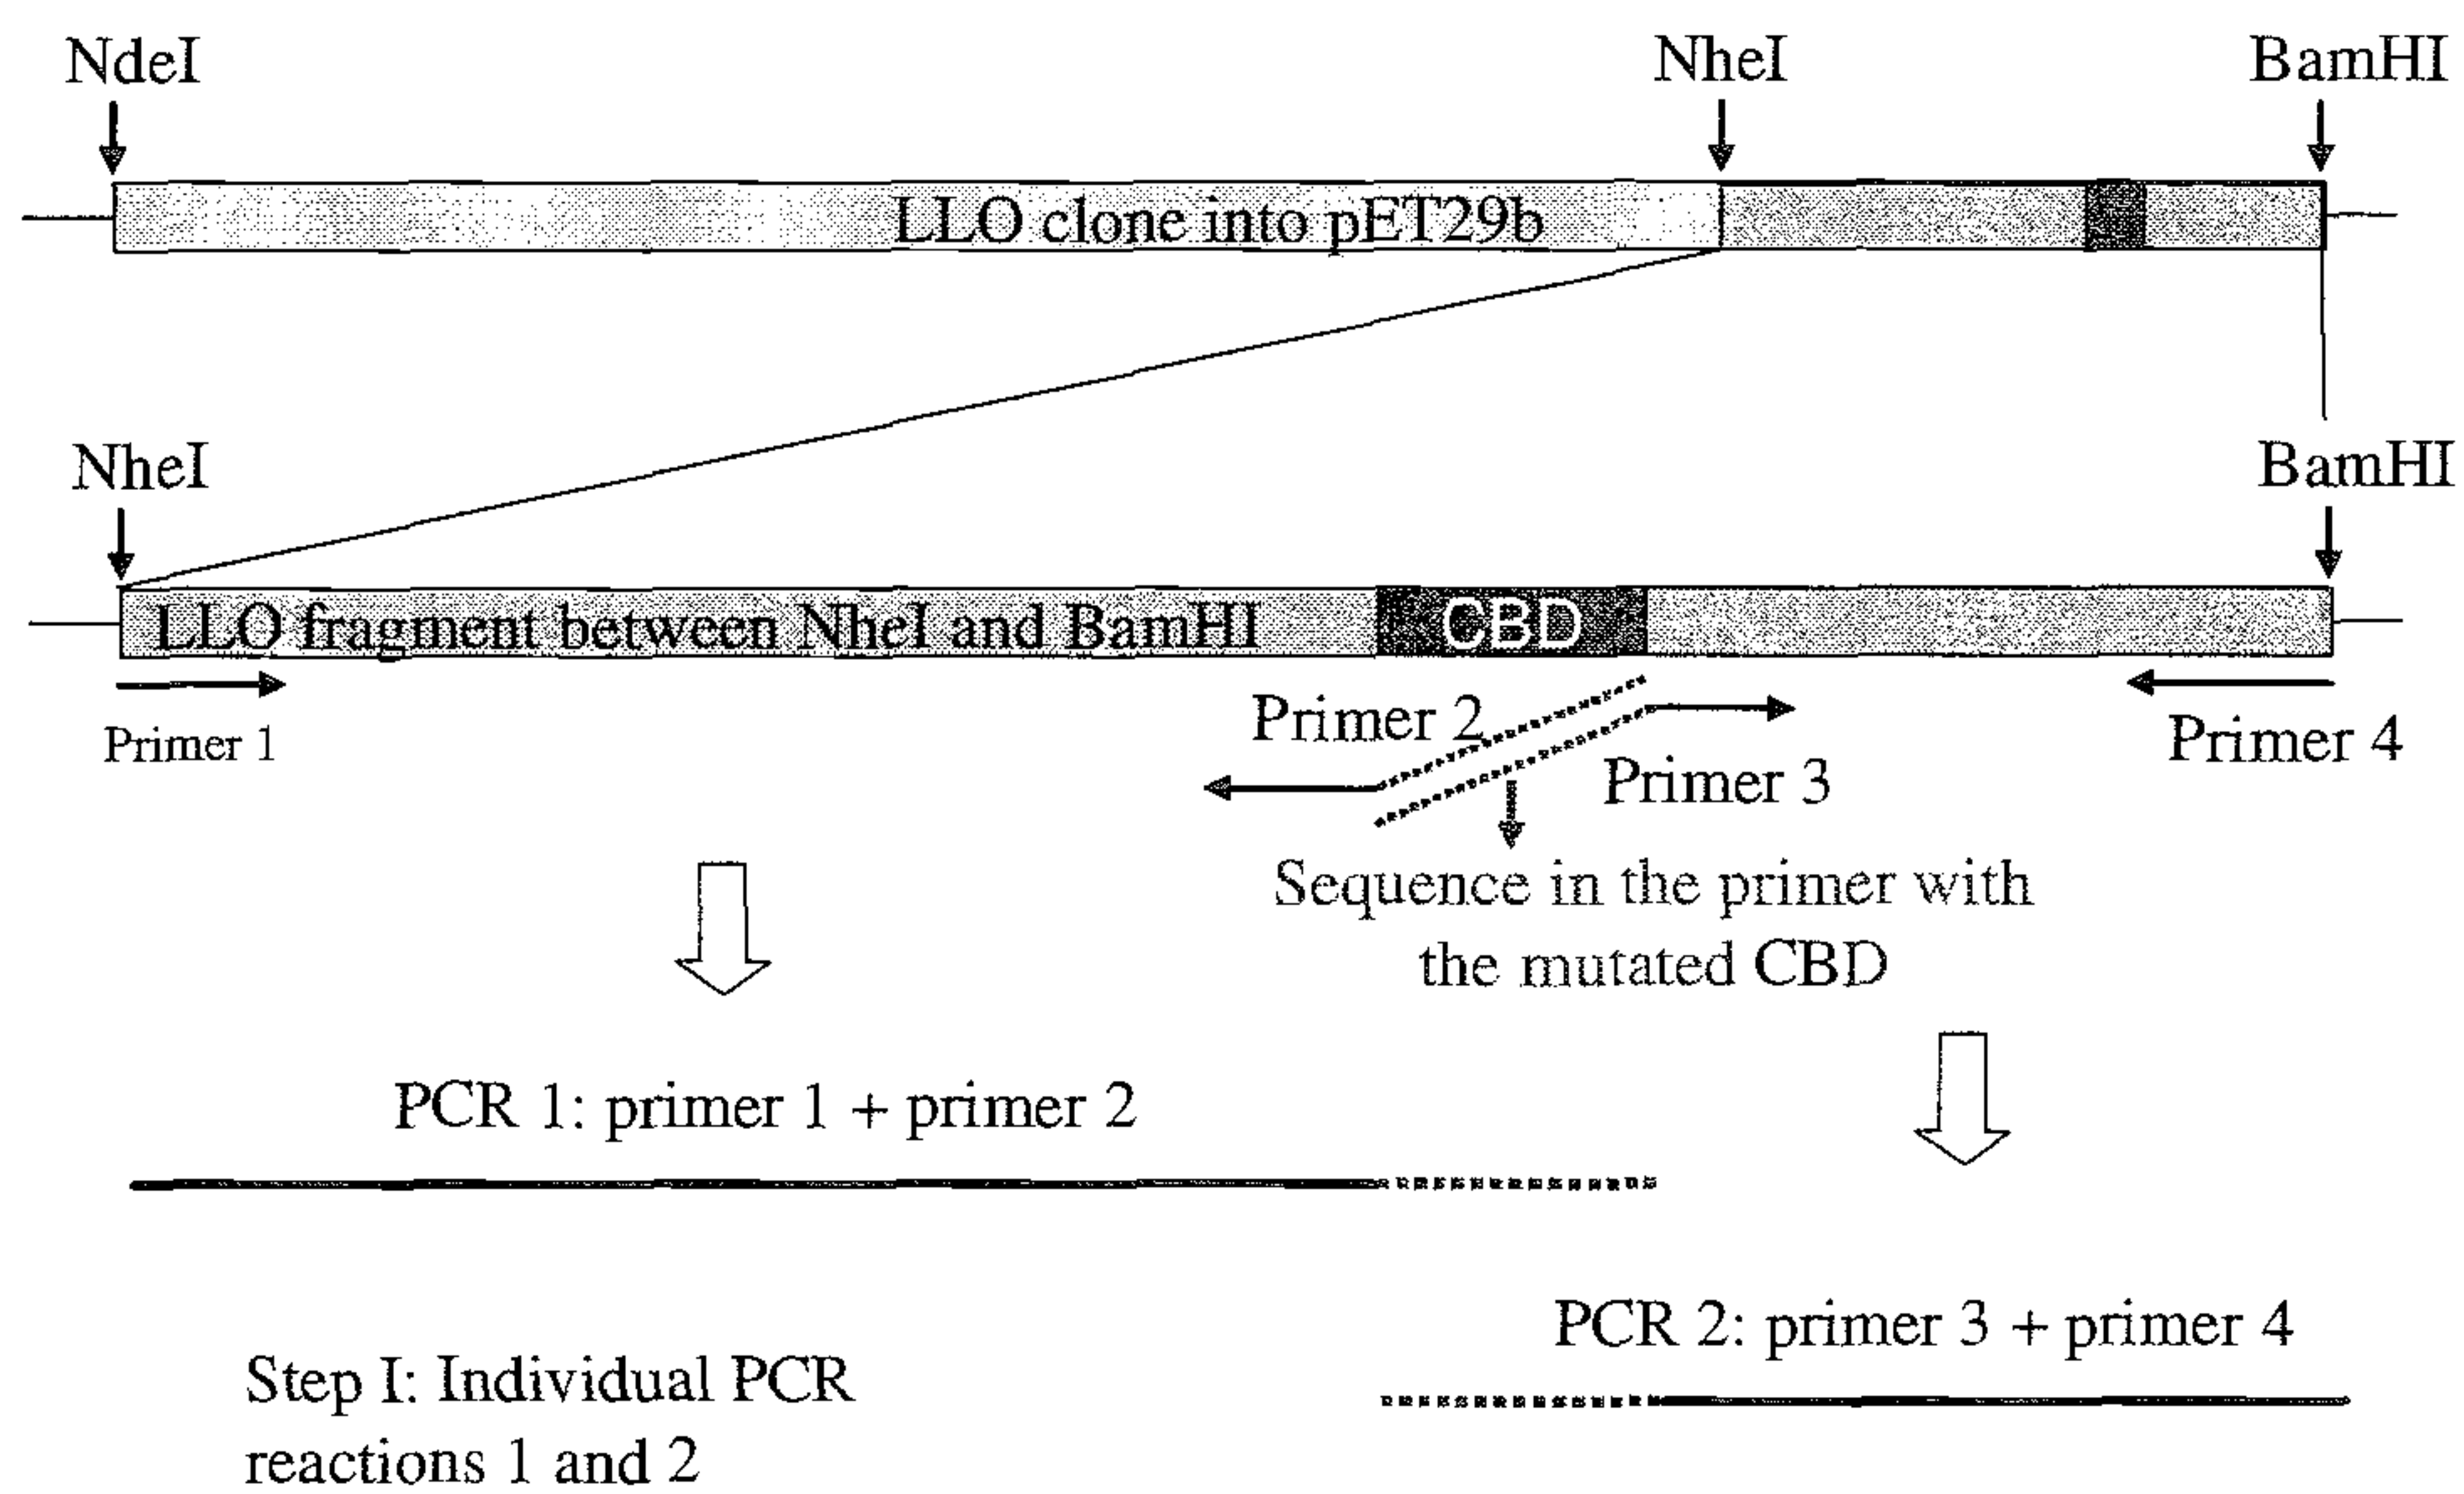 NdeI NheI BamHI
LLO clone into pET29b
NheI BamHI
LLO fragment between NheI and BamHI CBD
Primer 1 Primer 2 Primer 3 Primer 4
Sequence in the primer with
the mutated CBD
PCR 1: primer 1 + primer 2
PCR 2: primer 3 + primer 4
Step I: Individual PCR
reactions 1 and 2